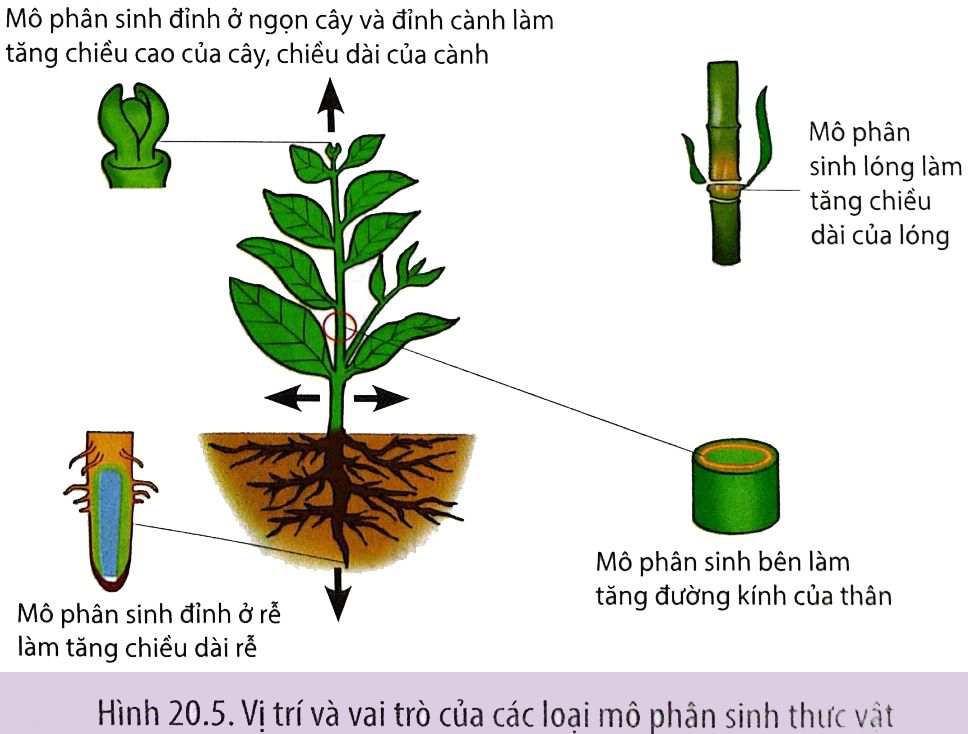 Mô phân sinh đỉnh ở ngọn cây và đỉnh cành làm
tăng chiều cao của cây, chiều dài của cành
Mô phân
sinh lóng làm
tăng chiều
dài của lóng
Mô phân sinh bên làm
tăng đường kính của thân
Mô phân sinh đỉnh ở rễ
làm tăng chiều dài rễ
Hình 20.5. Vị trí và vai trò của các loại mô phân sinh thực vật